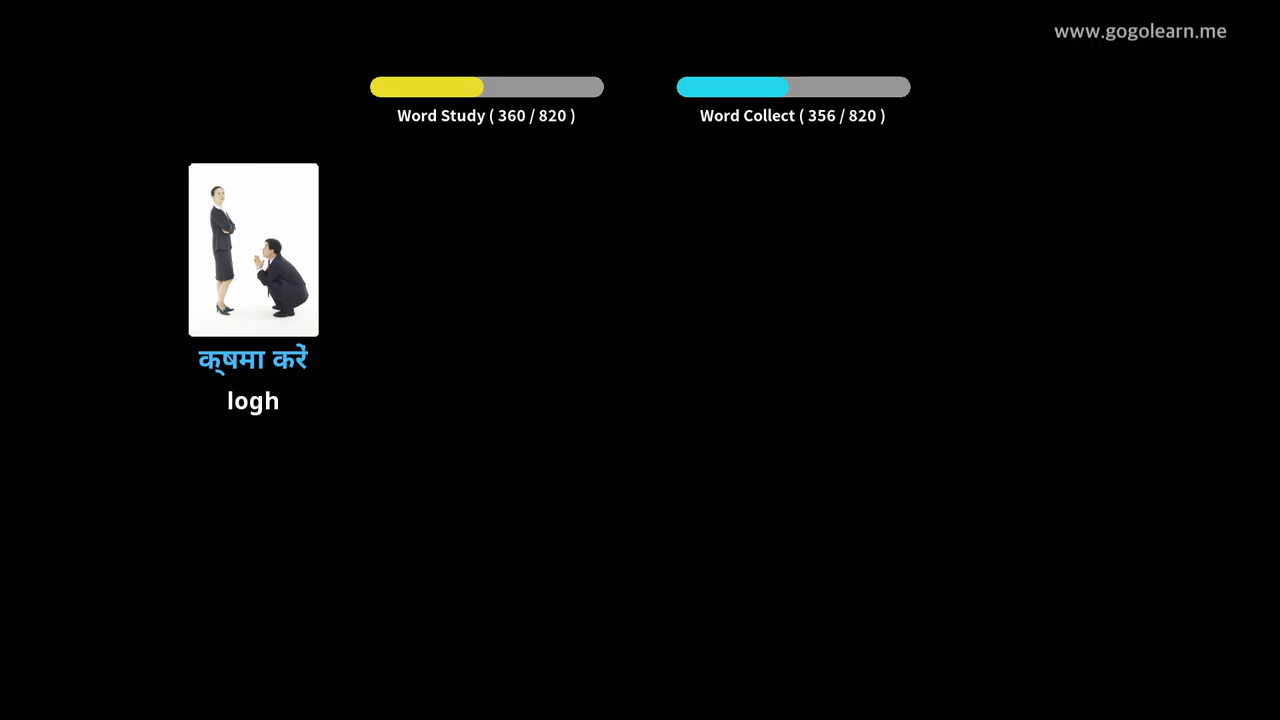 www.gogolearn.me
Word Study ( 360 / 820 )
Word Collect ( 356 / 820 )
क्षमा करें
logh